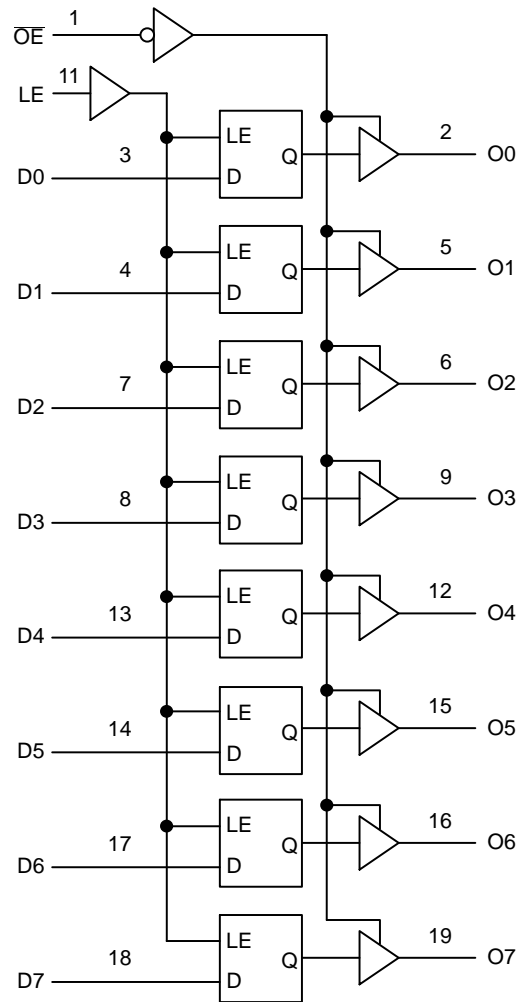 O̅E̅ 1
LE 11
D0 3 LE D Q 2 O0
D1 4 LE D Q 5 O1
D2 7 LE D Q 6 O2
D3 8 LE D Q 9 O3
D4 13 LE D Q 12 O4
D5 14 LE D Q 15 O5
D6 17 LE D Q 16 O6
D7 18 LE D Q 19 O7